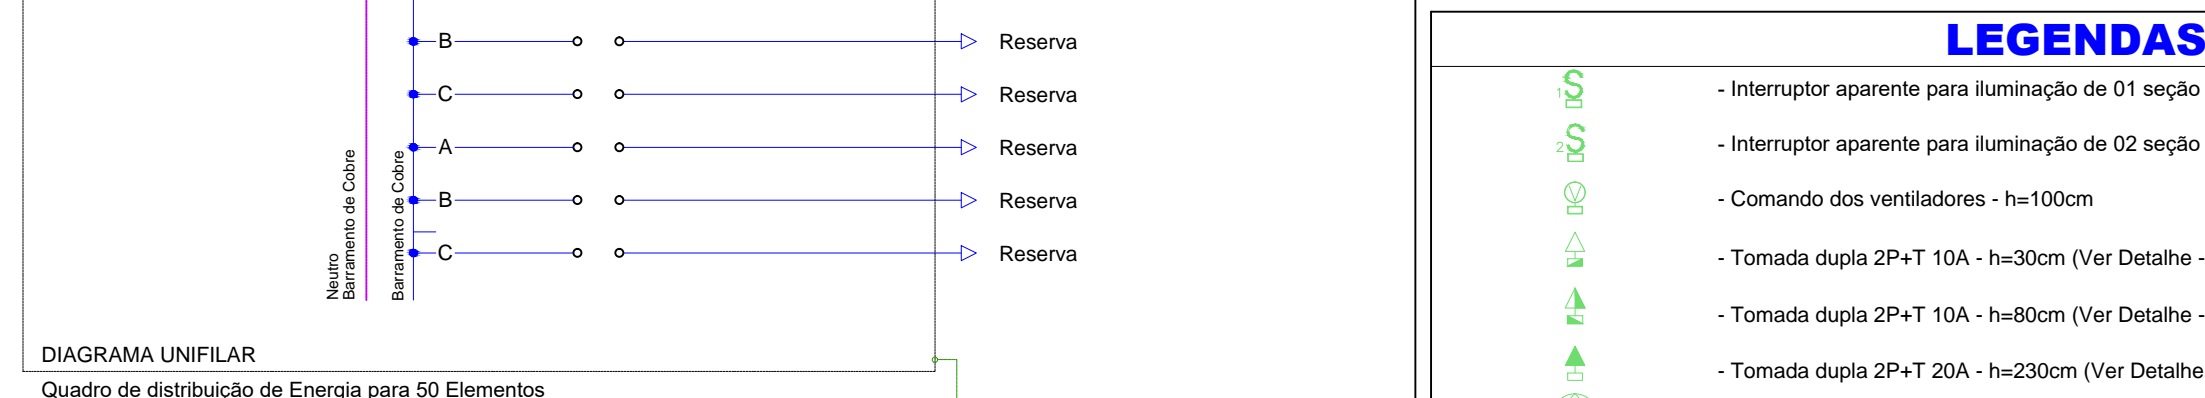 B Reserva
C Reserva
A Reserva
B Reserva
C Reserva
Neutro
Barramento de Cobre
Barramento de Cobre
DIAGRAMA UNIFILAR
Quadro de distribuição de Energia para 50 Elementos
LEGENDAS
1 S - Interruptor aparente para iluminação de 01 seção
2 S - Interruptor aparente para iluminação de 02 seção
V - Comando dos ventiladores - h=100cm
- Tomada dupla 2P+T 10A - h=30cm (Ver Detalhe -
- Tomada dupla 2P+T 10A - h=80cm (Ver Detalhe -
- Tomada dupla 2P+T 20A - h=230cm (Ver Detalhe